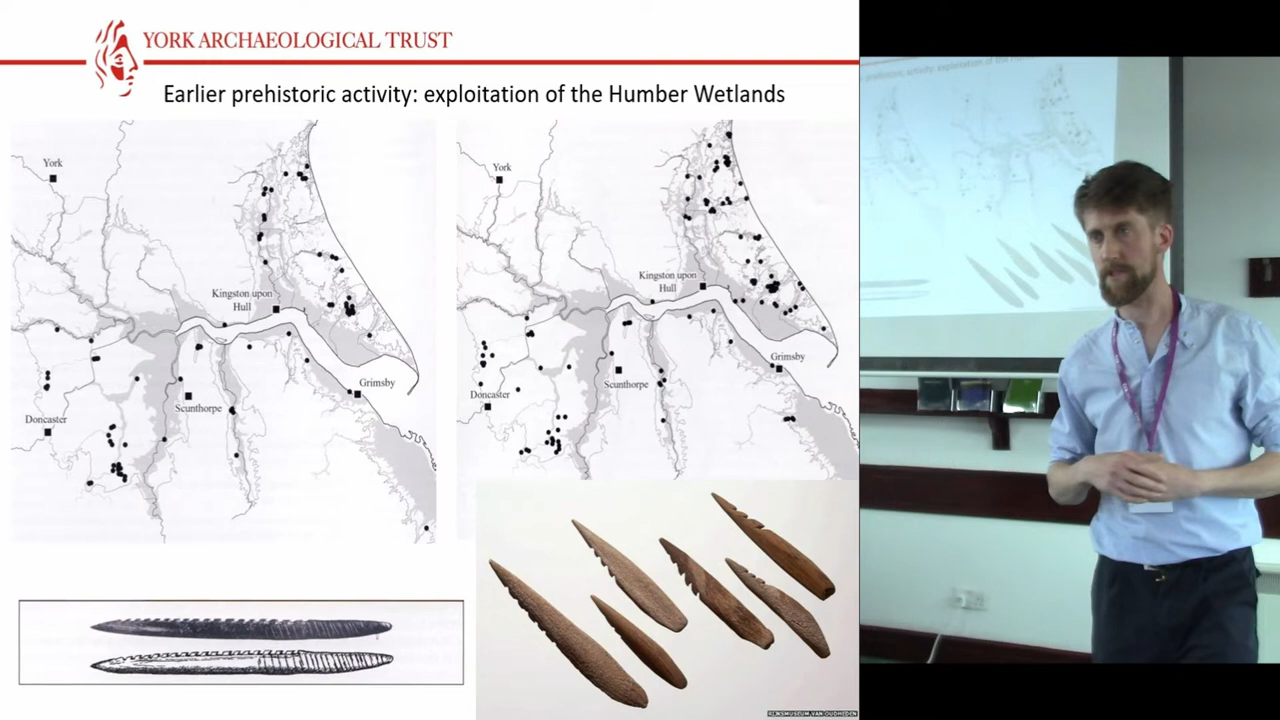 YORK ARCHAEOLOGICAL TRUST
Earlier prehistoric activity: exploitation of the Humber Wetlands
York
Kingston upon
Hull
Grimsby
Scunthorpe
Doncaster
York
Kingston upon
Hull
Grimsby
Scunthorpe
Doncaster
RIJKSMUSEUM VAN OUDHEDEN